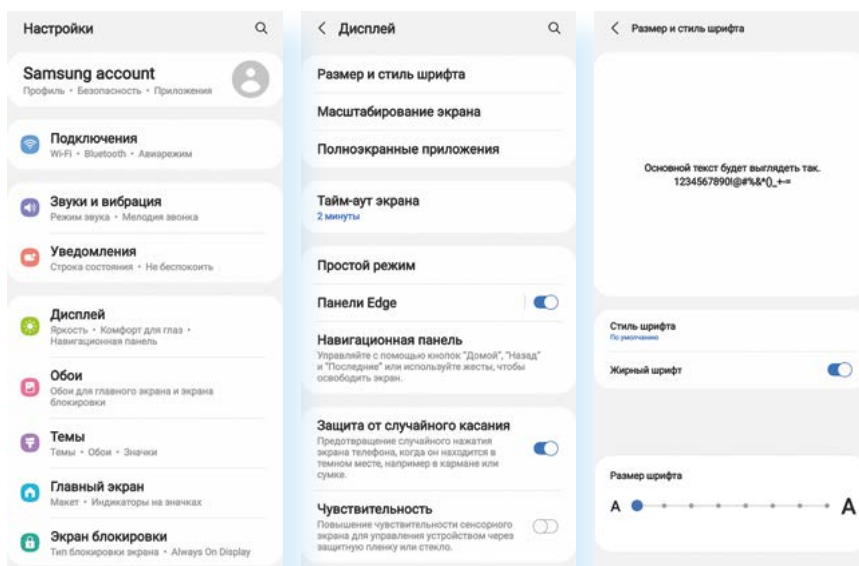 Настройки
Samsung account
Профиль • Безопасность • Приложения
Подключения
Wi-Fi • Bluetooth • Авиарежим
Звуки и вибрация
Режим звука • Мелодия звонка
Уведомления
Строка состояния • Не беспокоить
Дисплей
Яркость • Комфорт для глаз •
Навигационная панель
Обои
Обои для главного экрана и экрана
блокировки
Темы
Темы • Обои • Значки
Главный экран
Макет • Индикаторы на значках
Экран блокировки
Тип блокировки экрана • Always On Display
Дисплей
Размер и стиль шрифта
Масштабирование экрана
Полноэкранные приложения
Тайм-аут экрана
2 минуты
Простой режим
Панели Edge
Навигационная панель
Управляйте с помощью кнопок "Домой", "Назад"
и "Последние" или используйте жесты, чтобы
освободить экран.
Защита от случайного касания
Предотвращение случайного нажатия
экрана телефона, когда он находится в
темном месте, например в кармане или
сумке.
Чувствительность
Повышение чувствительности сенсорного
экрана для управления устройством через
защитную пленку или стекло.
Размер и стиль шрифта
Основной текст будет выглядеть так.
1234567890!@#%&*()_+-=
Стиль шрифта
По умолчанию
Жирный шрифт
Размер шрифта
A A